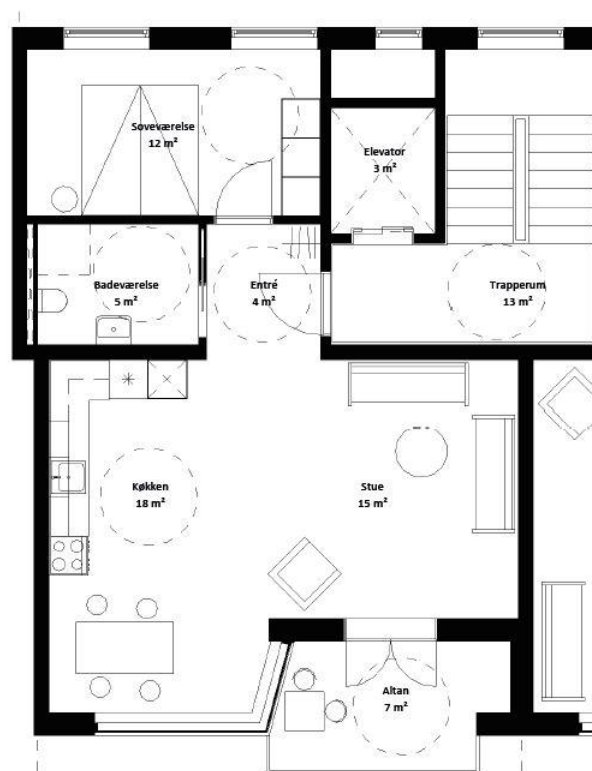 Soveværelse
12 m²
Elevator
3 m²
Badeværelse
5 m²
Entré
4 m²
Trapperum
13 m²
Køkken
18 m²
Stue
15 m²
Altan
7 m²